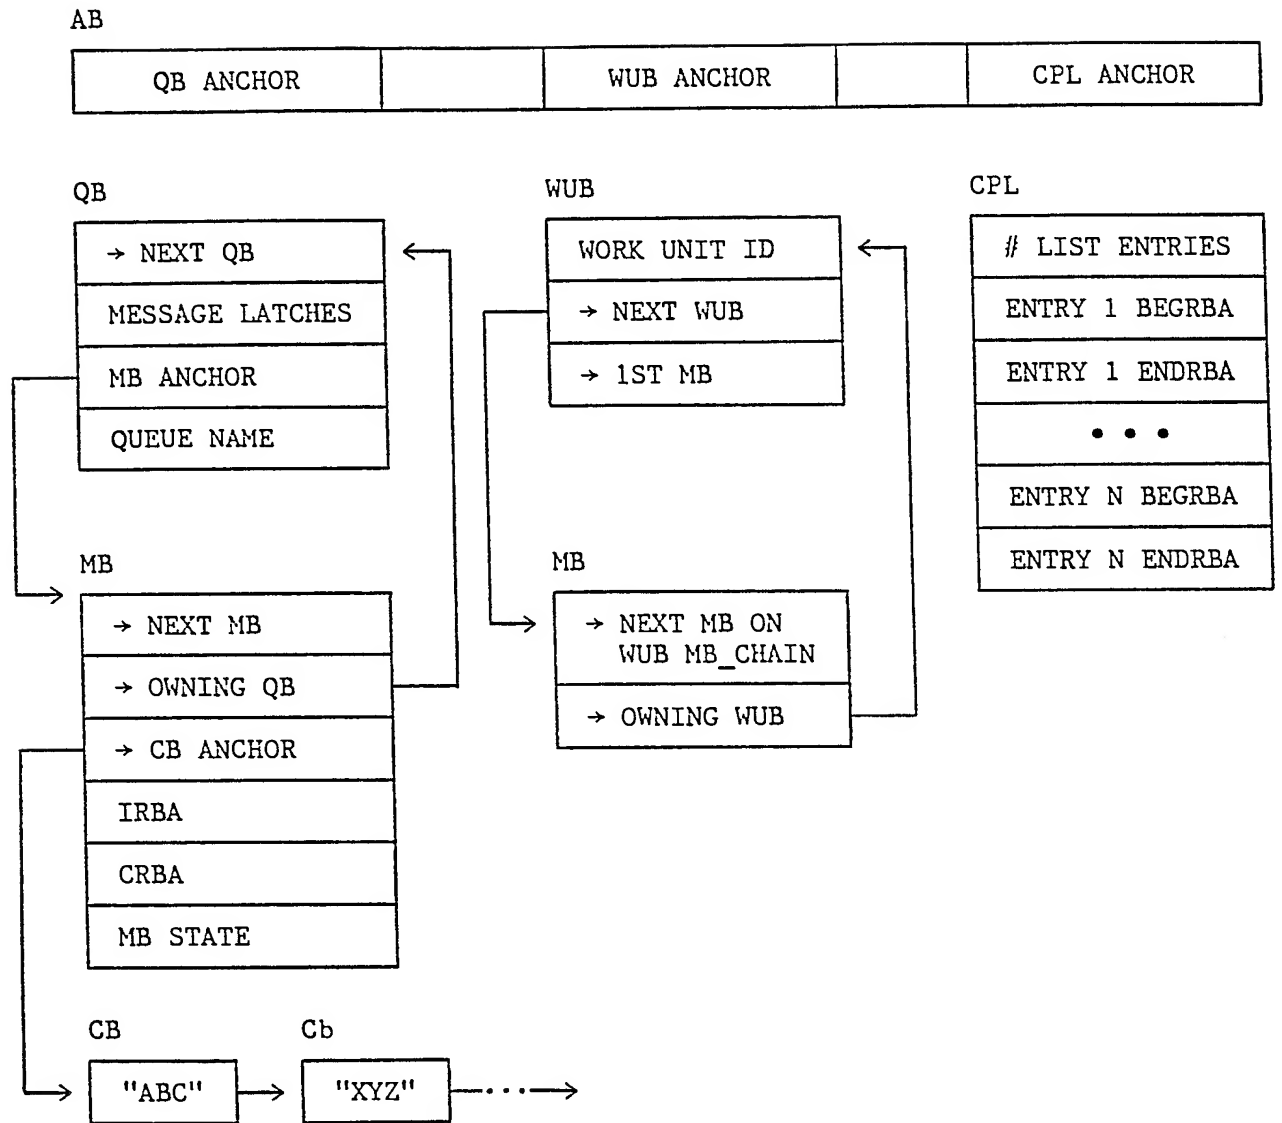 AB
QB ANCHOR
WUB ANCHOR
CPL ANCHOR
QB
→ NEXT QB
MESSAGE LATCHES
MB ANCHOR
QUEUE NAME
WUB
WORK UNIT ID
→ NEXT WUB
→ 1ST MB
CPL
# LIST ENTRIES
ENTRY 1 BEGRBA
ENTRY 1 ENDRBA
• • •
ENTRY N BEGRBA
ENTRY N ENDRBA
MB
→ NEXT MB
→ OWNING QB
→ CB ANCHOR
IRBA
CRBA
MB STATE
MB
→ NEXT MB ON
WUB MB_CHAIN
→ OWNING WUB
CB
"ABC"
Cb
"XYZ"